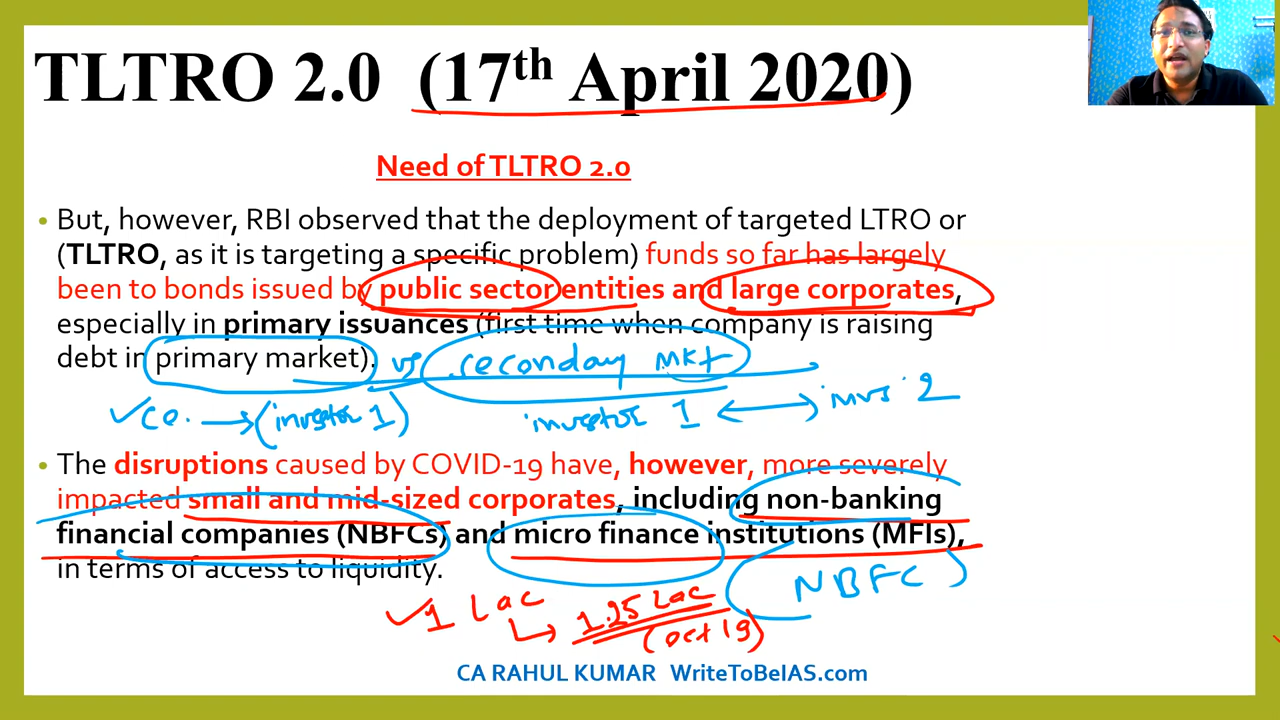 TLTRO 2.0 (17th April 2020)
Need of TLTRO 2.0
• But, however, RBI observed that the deployment of targeted LTRO or
(TLTRO, as it is targeting a specific problem) funds so far has largely
been to bonds issued by public sector entities and large corporates,
especially in primary issuances (first time when company is raising
debt in primary market). vs secondary mkt
✓ co. → (investor 1) investor 1 ↔ inv 2
• The disruptions caused by COVID-19 have, however, more severely
impacted small and mid-sized corporates, including non-banking
financial companies (NBFCs) and micro finance institutions (MFIs),
in terms of access to liquidity.
NBFC
✓ 1 Lac
↳ 1.25 Lac
(oct 19)
CA RAHUL KUMAR WriteToBeIAS.com